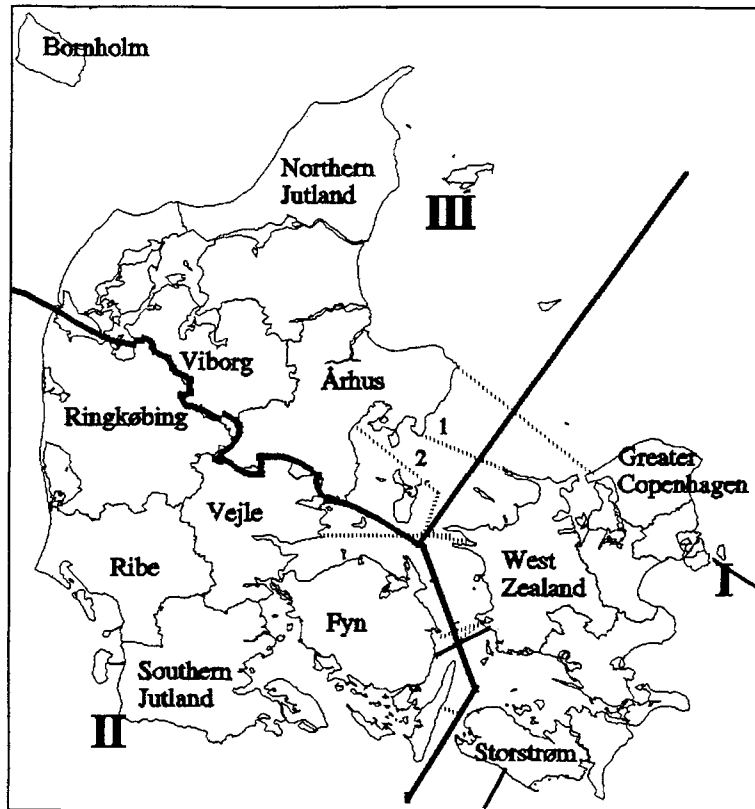 Bornholm
Northern
Jutland
III
Viborg
Århus
Ringkøbing
1
2
Greater
Copenhagen
Vejle
Ribe
West
Zealand
I
Fyn
Southern
Jutland
II
Storstrøm